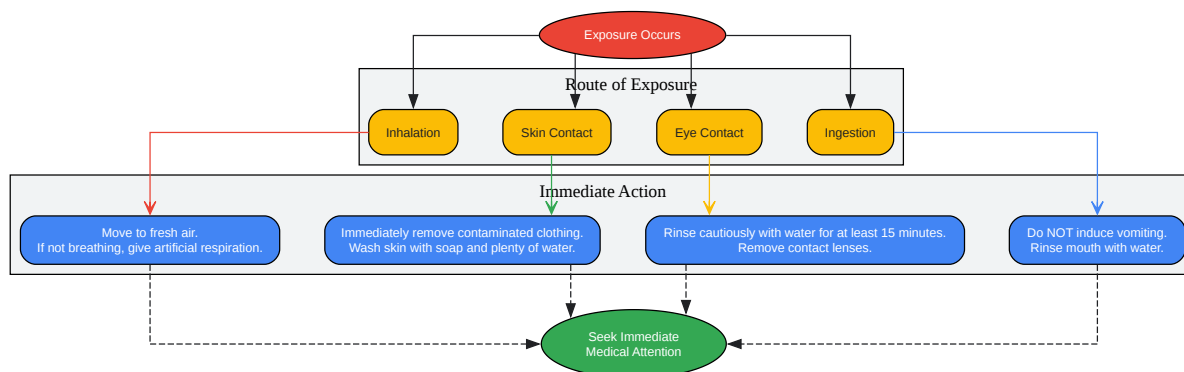 Exposure Occurs
Route of Exposure
Inhalation
Skin Contact
Eye Contact
Ingestion
Immediate Action
Move to fresh air.
If not breathing, give artificial respiration.
Immediately remove contaminated clothing.
Wash skin with soap and plenty of water.
Rinse cautiously with water for at least 15 minutes.
Remove contact lenses.
Do NOT induce vomiting.
Rinse mouth with water.
Seek Immediate
Medical Attention